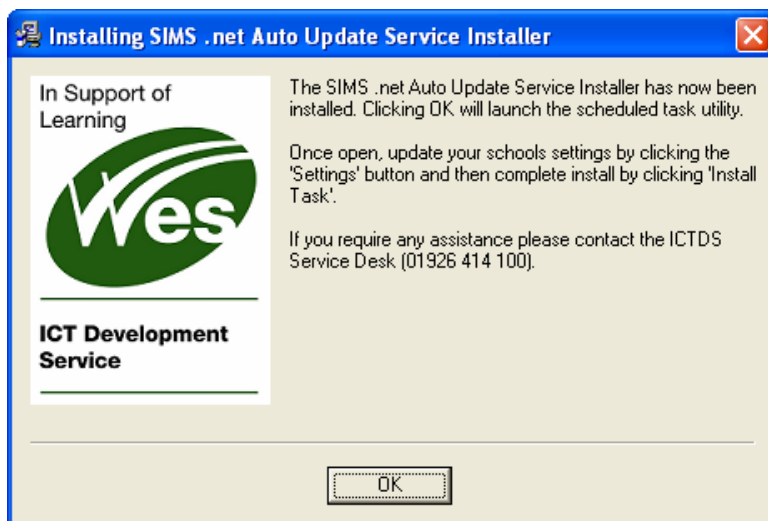 Installing SIMS .net Auto Update Service Installer
In Support of
Learning
Wes
ICT Development
Service
The SIMS .net Auto Update Service Installer has now been
installed. Clicking OK will launch the scheduled task utility.
Once open, update your schools settings by clicking the
'Settings' button and then complete install by clicking 'Install
Task'.
If you require any assistance please contact the ICTDS
Service Desk (01926 414 100).
OK